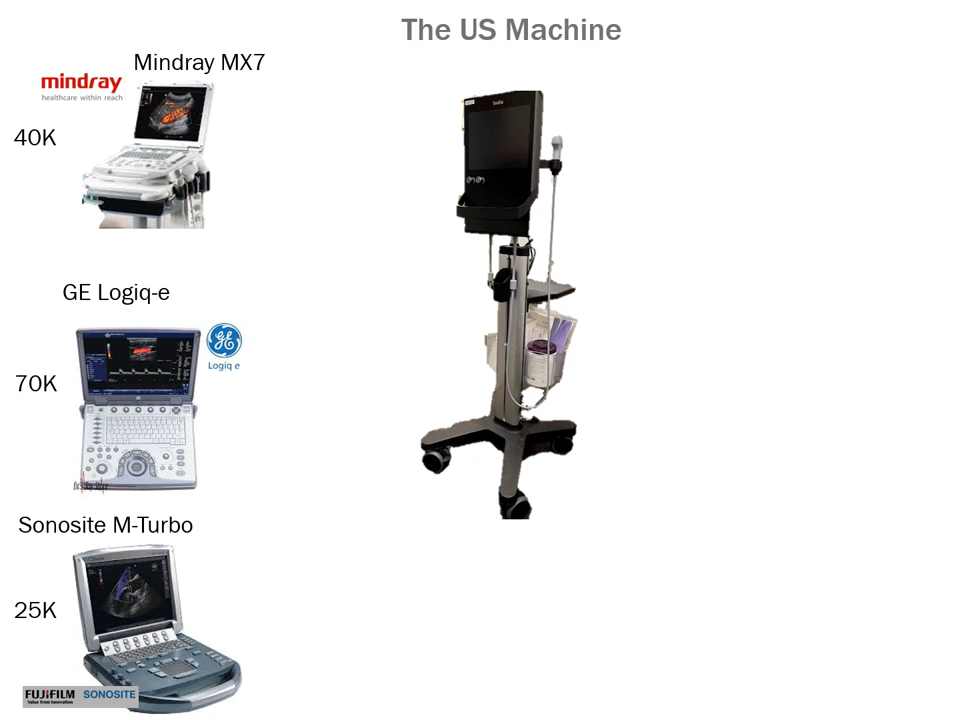 The US Machine
Mindray MX7
mindray
healthcare within reach
40K
GE Logiq-e
GE
Logiq e
70K
Sonosite M-Turbo
25K
FUJIFILM SONOSITE
Value from Innovation